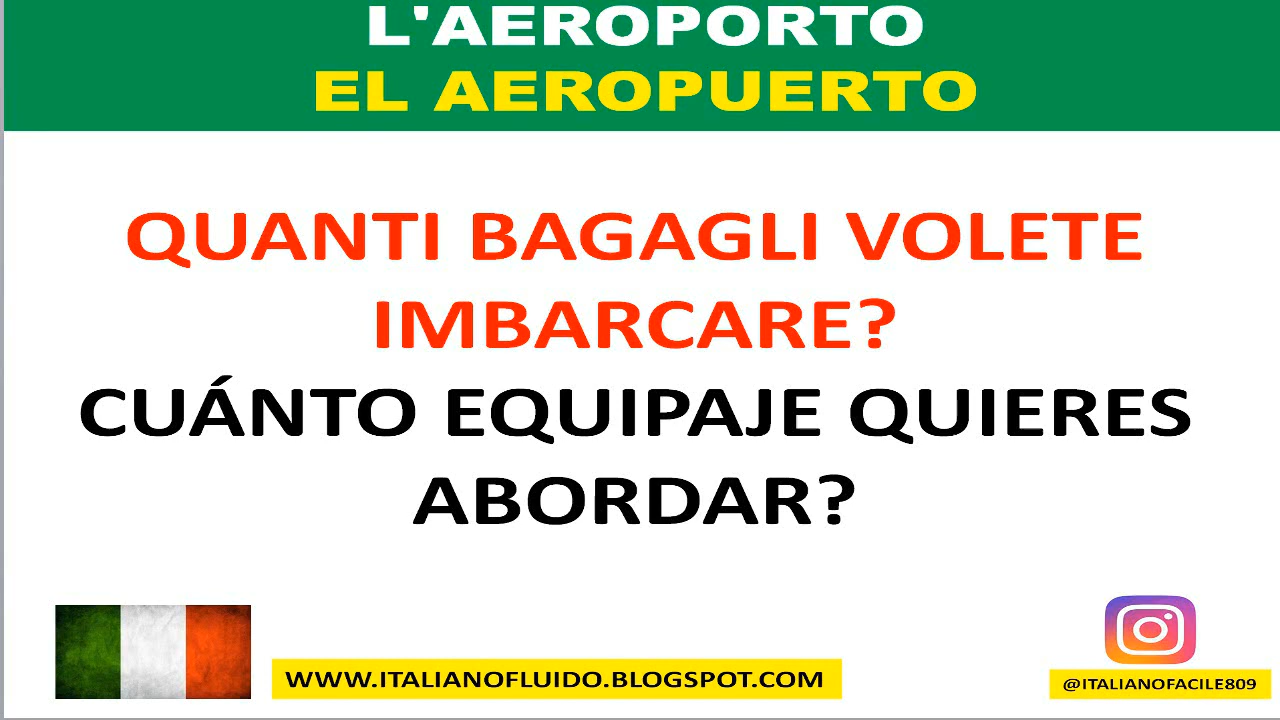 L'AEROPORTO
EL AEROPUERTO
QUANTI BAGAGLI VOLETE
IMBARCARE?
CUÁNTO EQUIPAJE QUIERES
ABORDAR?
WWW.ITALIANOFLUIDO.BLOGSPOT.COM
@ITALIANOFACILE809